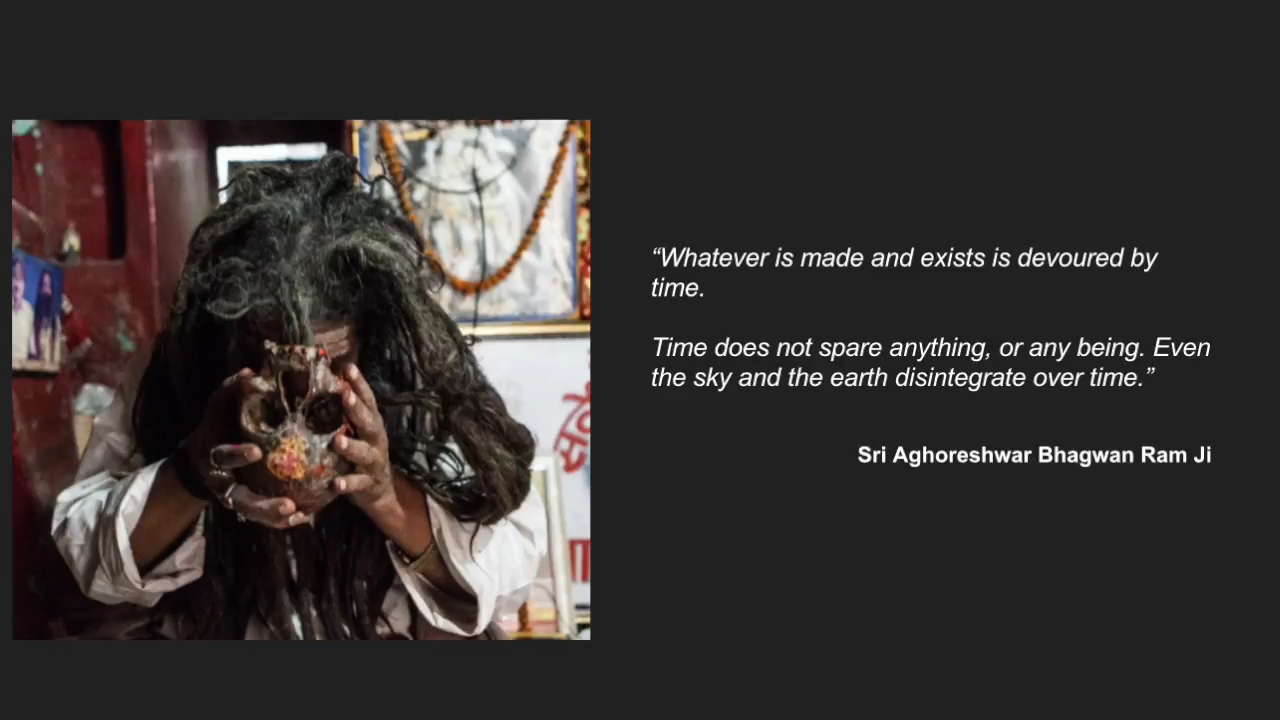 “Whatever is made and exists is devoured by
time.
Time does not spare anything, or any being. Even
the sky and the earth disintegrate over time.”
Sri Aghoreshwar Bhagwan Ram Ji